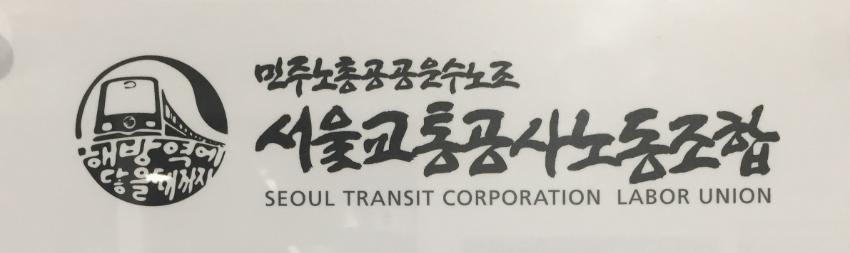 해방역에
닿을때까지
민주노총공공운수노조
서울교통공사노동조합
SEOUL TRANSIT CORPORATION LABOR UNION